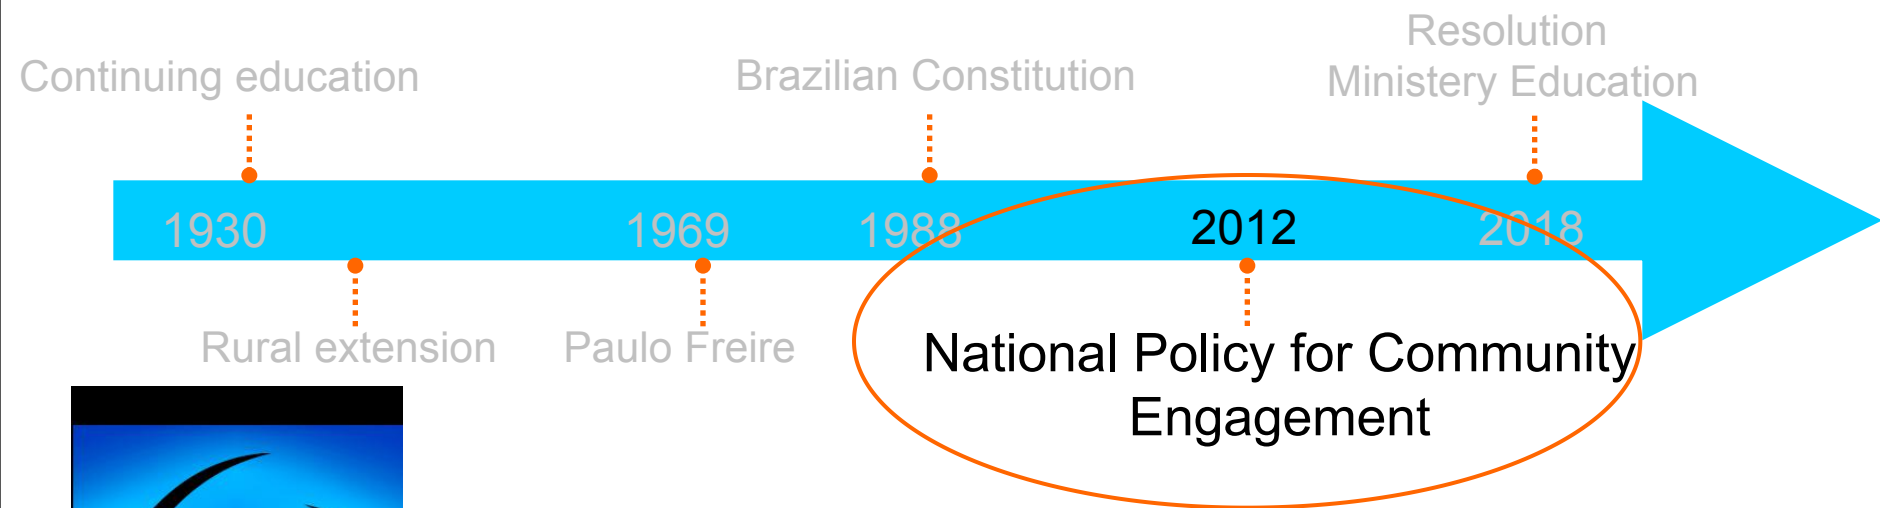 Resolution
Continuing education
Brazilian Constitution
Ministery Education
1930
1969
1988
2012
2018
Rural extension
Paulo Freire
National Policy for Community
Engagement